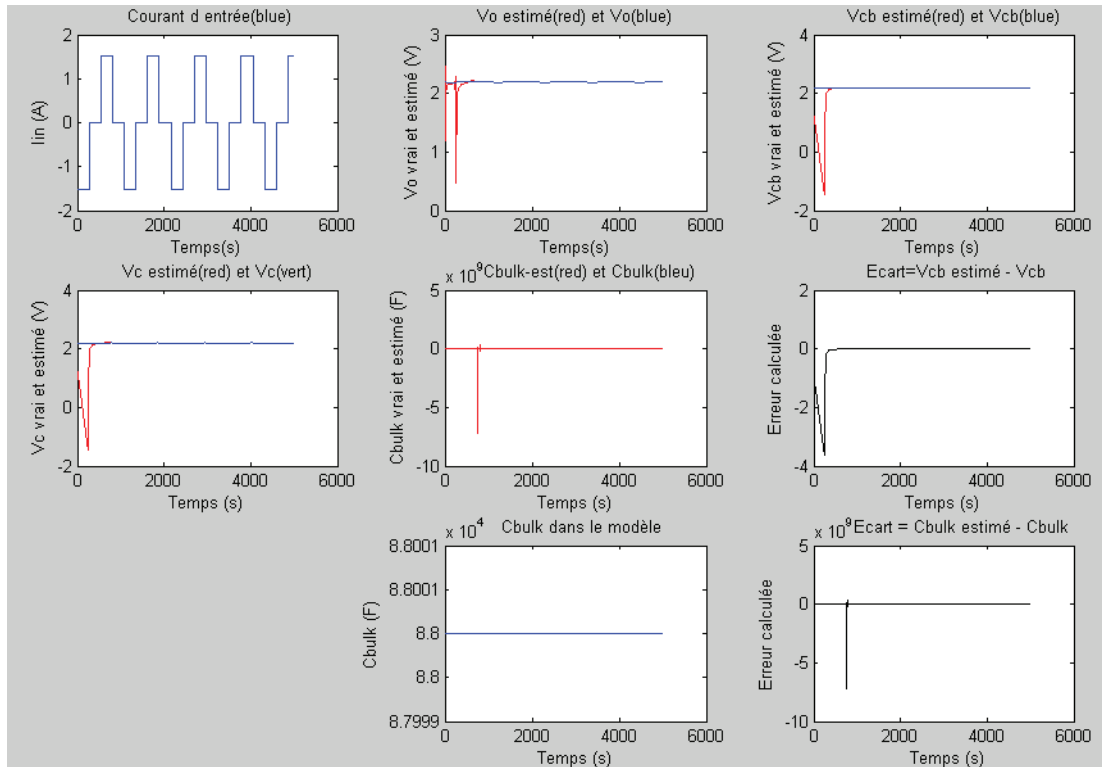 Courant d entrée(blue)
2
1
0
-1
-2
0
2000
4000
6000
Iin (A)
Temps(s)
Vo estimé(red) et Vo(blue)
3
2
1
0
0
2000
4000
6000
Vo vrai et estimé (V)
Temps(s)
Vcb estimé(red) et Vcb(blue)
4
2
0
-2
0
2000
4000
6000
Vcb vrai et estimé (V)
Temps (s)
Vc estimé(red) et Vc(vert)
4
2
0
-2
0
2000
4000
6000
Vc vrai et estimé (V)
Temps (s)
x 10^9 Cbulk-est(red) et Cbulk(bleu)
5
0
-5
-10
0
2000
4000
6000
Cbulk vrai et estimé (F)
Temps (s)
Ecart=Vcb estimé - Vcb
2
0
-2
-4
0
2000
4000
6000
Erreur calculée
Temps (s)
x 10^4 Cbulk dans le modèle
8.8001
8.8001
8.8
8.8
8.7999
0
2000
4000
6000
Cbulk (F)
Temps (s)
x 10^9 Ecart = Cbulk estimé - Cbulk
5
0
-5
-10
0
2000
4000
6000
Erreur calculée
Temps (s)